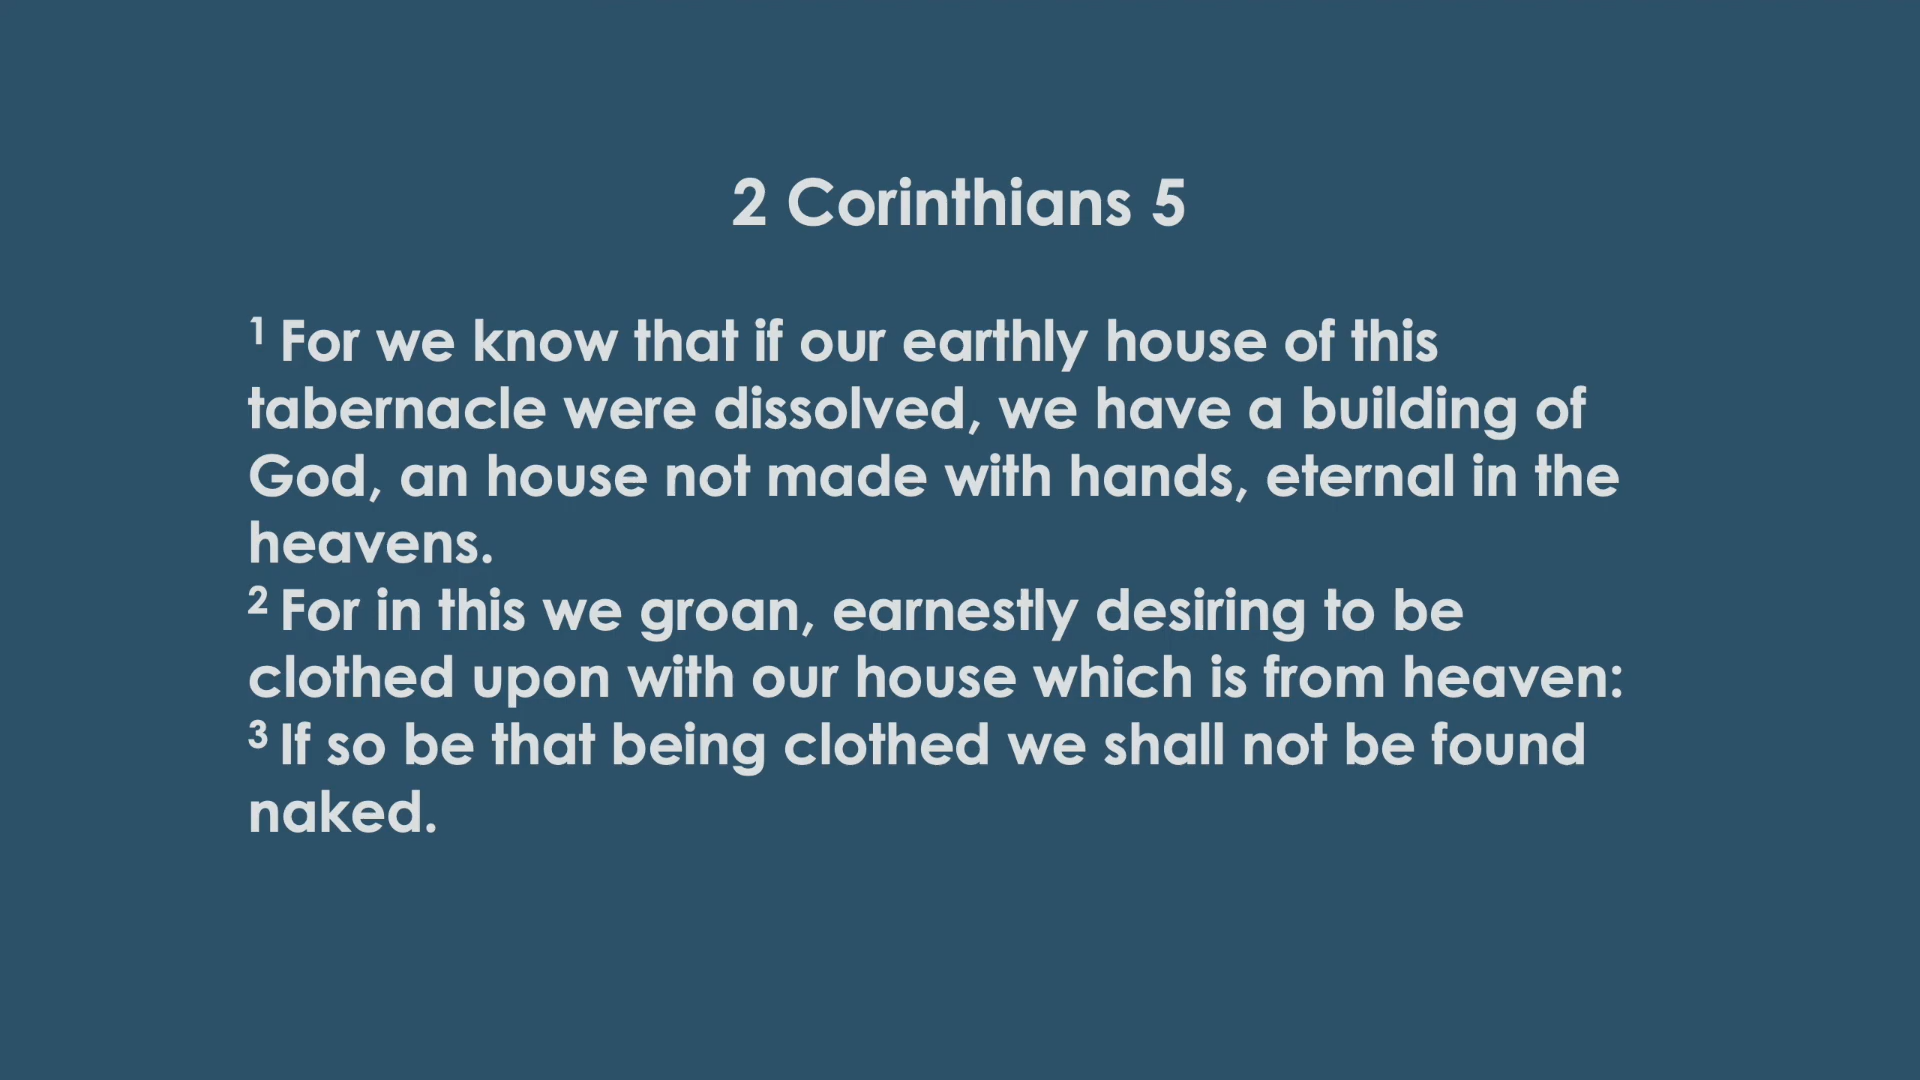 2 Corinthians 5
1 For we know that if our earthly house of this
tabernacle were dissolved, we have a building of
God, an house not made with hands, eternal in the
heavens.
2 For in this we groan, earnestly desiring to be
clothed upon with our house which is from heaven:
3 If so be that being clothed we shall not be found
naked.